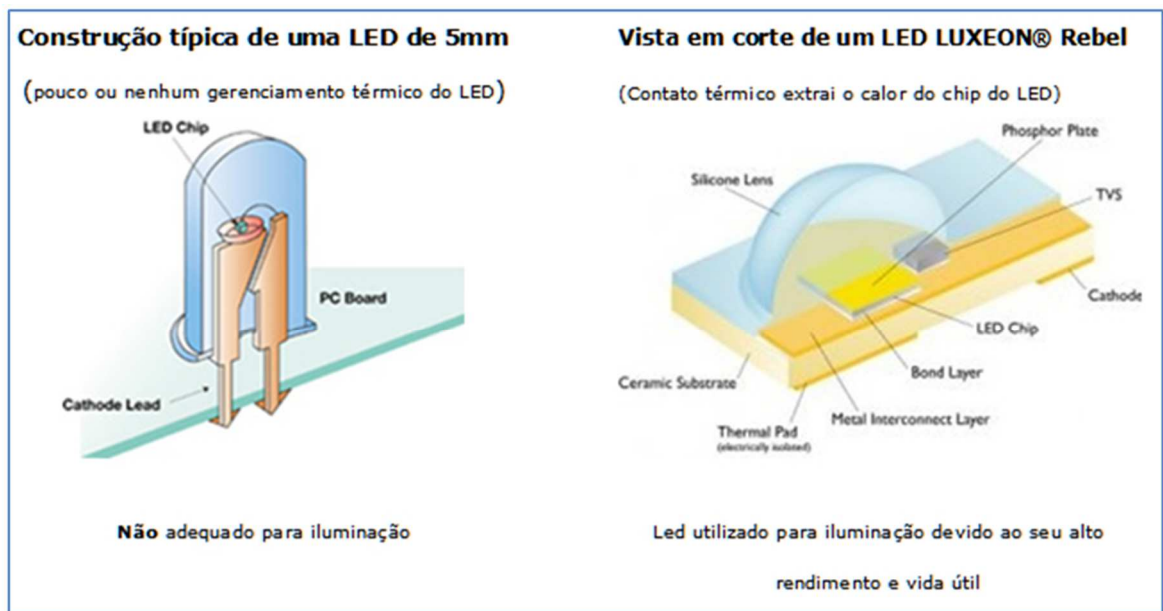 Construção típica de uma LED de 5mm
(pouco ou nenhum gerenciamento térmico do LED)
LED Chip
PC Board
Cathode Lead
Não adequado para iluminação
Vista em corte de um LED LUXEON® Rebel
(Contato térmico extrai o calor do chip do LED)
Phosphor Plate
Silicone Lens
TVS
Cathode
LED Chip
Bond Layer
Ceramic Substrate
Metal Interconnect Layer
Thermal Pad
(electrically isolated)
Led utilizado para iluminação devido ao seu alto
rendimento e vida útil